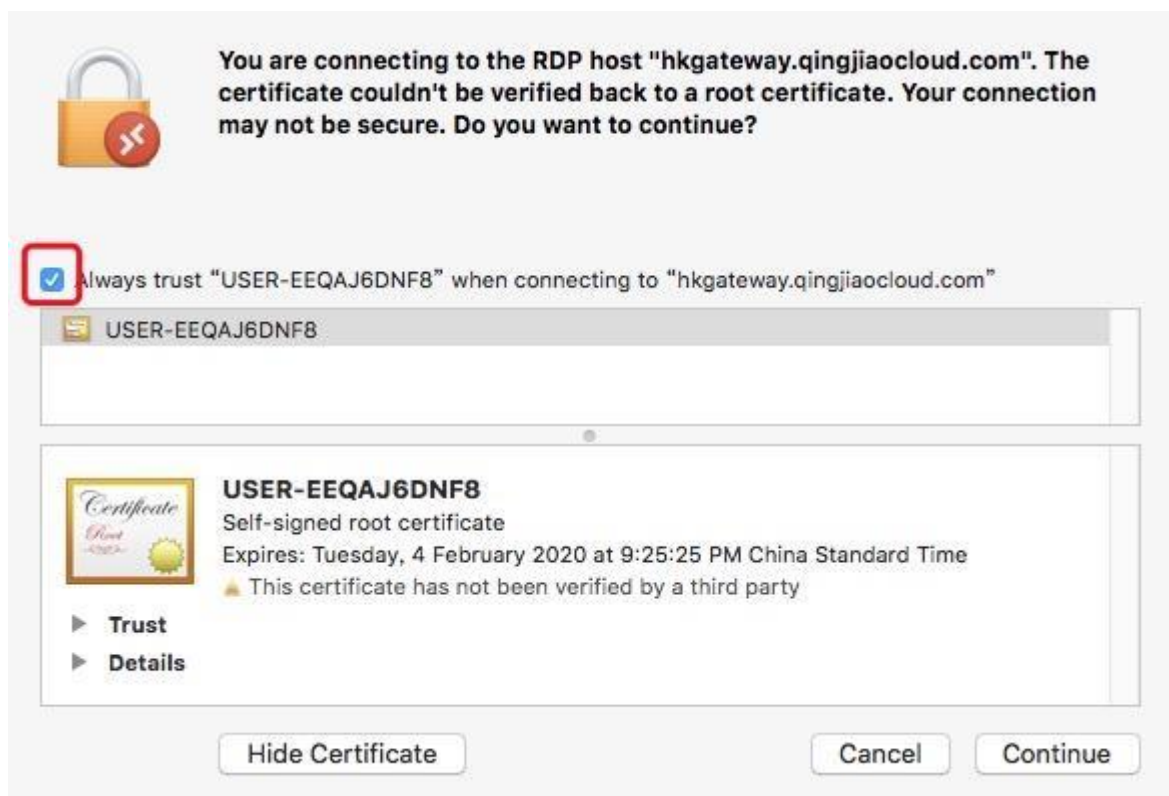 You are connecting to the RDP host "hkgateway.qingjiaocloud.com". The
certificate couldn't be verified back to a root certificate. Your connection
may not be secure. Do you want to continue?
Always trust “USER-EEQAJ6DNF8” when connecting to “hkgateway.qingjiaocloud.com”
USER-EEQAJ6DNF8
Certificate
Root
USER-EEQAJ6DNF8
Self-signed root certificate
Expires: Tuesday, 4 February 2020 at 9:25:25 PM China Standard Time
This certificate has not been verified by a third party
Trust
Details
Hide Certificate
Cancel
Continue